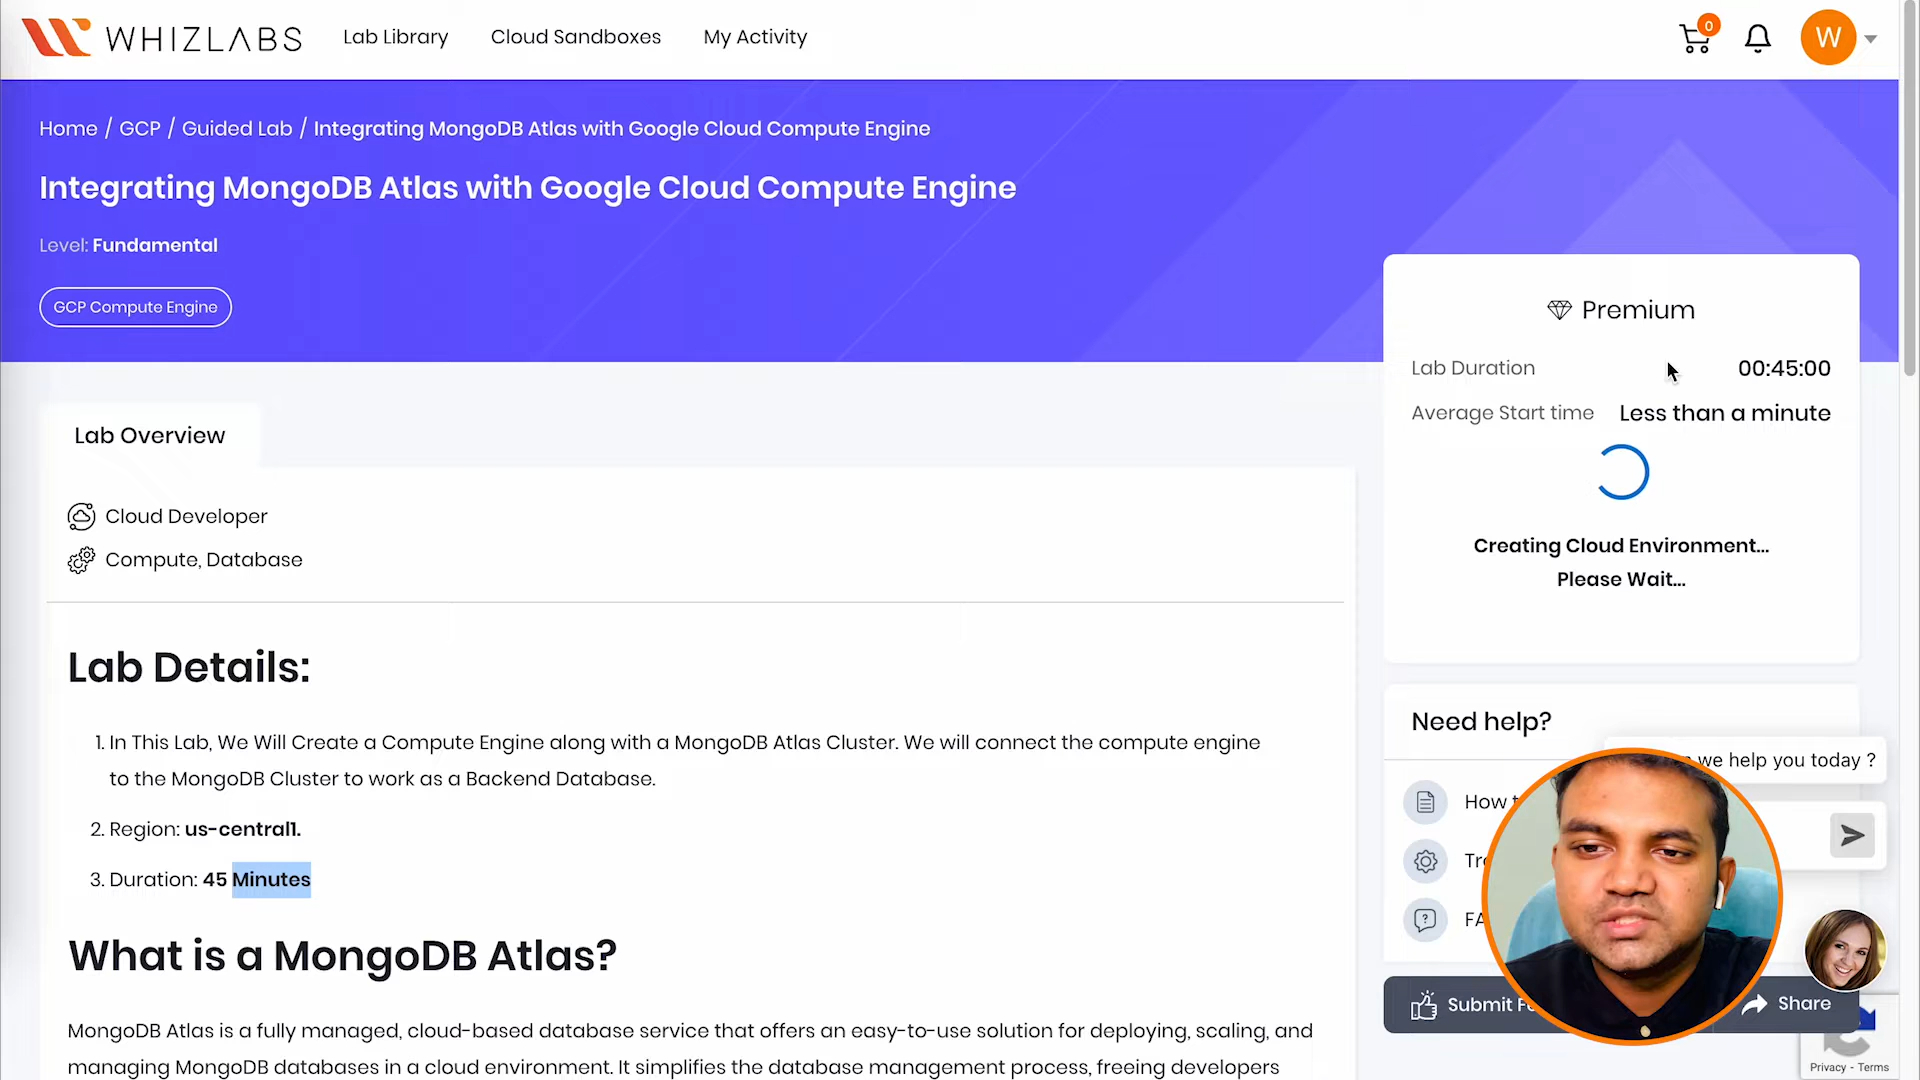 WHIZLABS
Lab Library
Cloud Sandboxes
My Activity
0
W
Home / GCP / Guided Lab / Integrating MongoDB Atlas with Google Cloud Compute Engine
Integrating MongoDB Atlas with Google Cloud Compute Engine
Level: Fundamental
GCP Compute Engine
Premium
Lab Duration 00:45:00
Average Start time Less than a minute
Creating Cloud Environment...
Please Wait...
Lab Overview
Cloud Developer
Compute, Database
Lab Details:
1. In This Lab, We Will Create a Compute Engine along with a MongoDB Atlas Cluster. We will connect the compute engine
to the MongoDB Cluster to work as a Backend Database.
2. Region: us-central1.
3. Duration: 45 Minutes
What is a MongoDB Atlas?
MongoDB Atlas is a fully managed, cloud-based database service that offers an easy-to-use solution for deploying, scaling, and
managing MongoDB databases in a cloud environment. It simplifies the database management process, freeing developers
Need help?
we help you today ?
How
Submit
Share
Privacy - Terms